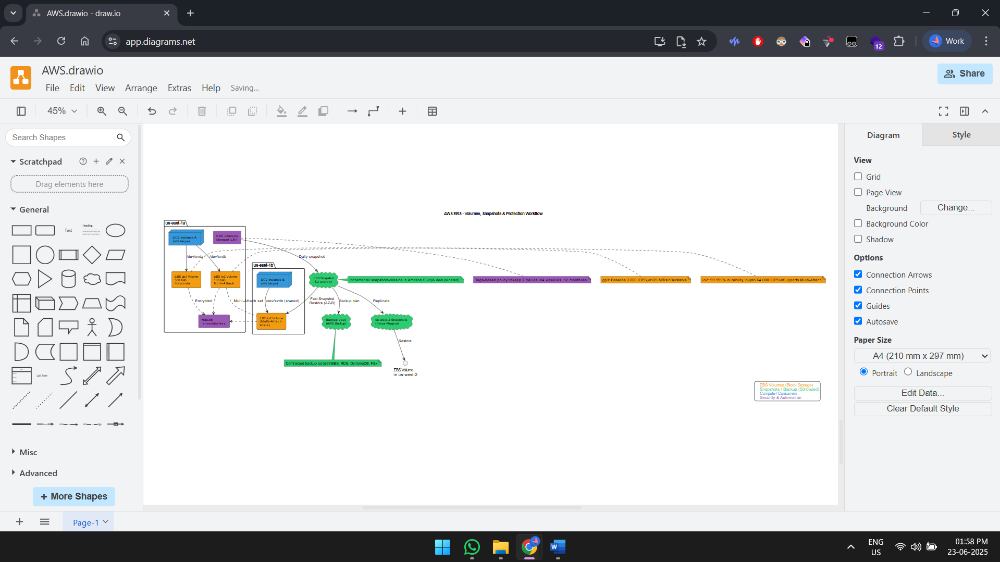 AWS.drawio - draw.io
app.diagrams.net
12
Work
AWS.drawio
File Edit View Arrange Extras Help Saving...
Share
45%
Search Shapes
Scratchpad
Drag elements here
General
Text
Heading
List Item
Misc
Advanced
+ More Shapes
AWS EBS - Volumes, Snapshots & Protection Workflow
us-east-1a
EC2 Instance A
(m5.large)
EBS Lifecycle
Manager (LM)
/dev/xvda
/dev/xvdb
Daily snapshot
us-east-1b
EBS gp3 Volume
500 GiB
/dev/xvda
EBS io2 Volume
100 GiB
Multi-Attach
EC2 Instance B
(m5.large)
EBS Snapshot
(S3-stored)
Incremental snapshots\nreside in Amazon S3\n(& deduplicated)
Tags-based policy:\nkeep 7 dailies,\n4 weeklies, 12 monthlies
gp3: Baseline 3 000 IOPS,\n125 MB/s\nBurstable
io2: 99.999% durability,\nupto 64 000 IOPS\nSupports Multi-Attach
Encrypted
Multi-Attach set
/dev/xvdb (shared)
Fast Snapshot
Restore (AZ-B)
Backup plan
Replicate
KMS CMK
'alias/ebs-key'
EBS io2 Volume
(Multi-Attach
share)
Backup Vault
(AWS Backup)
us-west-2 Snapshots
(Cross-Region)
Restore
Centralized backup across\nEBS, RDS, DynamoDB, FSx
EBS Volume
in us-west-2
EBS Volumes (Block Storage)
Snapshots / Backup (S3-based)
Compute / Consumers
Security & Automation
Diagram
Style
View
Grid
Page View
Background
Change...
Background Color
Shadow
Options
Connection Arrows
Connection Points
Guides
Autosave
Paper Size
A4 (210 mm x 297 mm)
Portrait Landscape
Edit Data...
Clear Default Style
Page-1
ENG
US
01:58 PM
23-06-2025